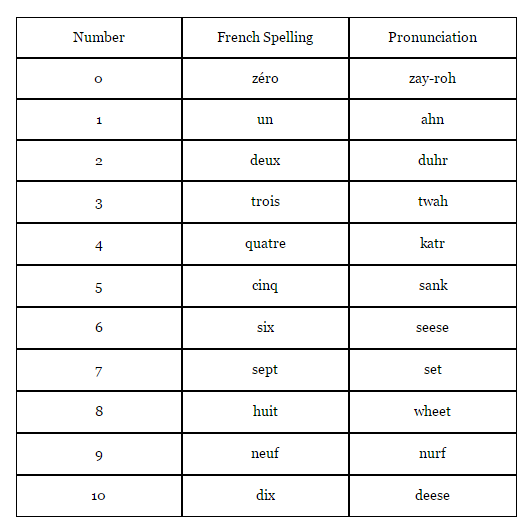 Number French Spelling Pronunciation
0 zéro zay-roh
1 un ahn
2 deux duhr
3 trois twah
4 quatre katr
5 cinq sank
6 six seese
7 sept set
8 huit wheet
9 neuf nurf
10 dix deese